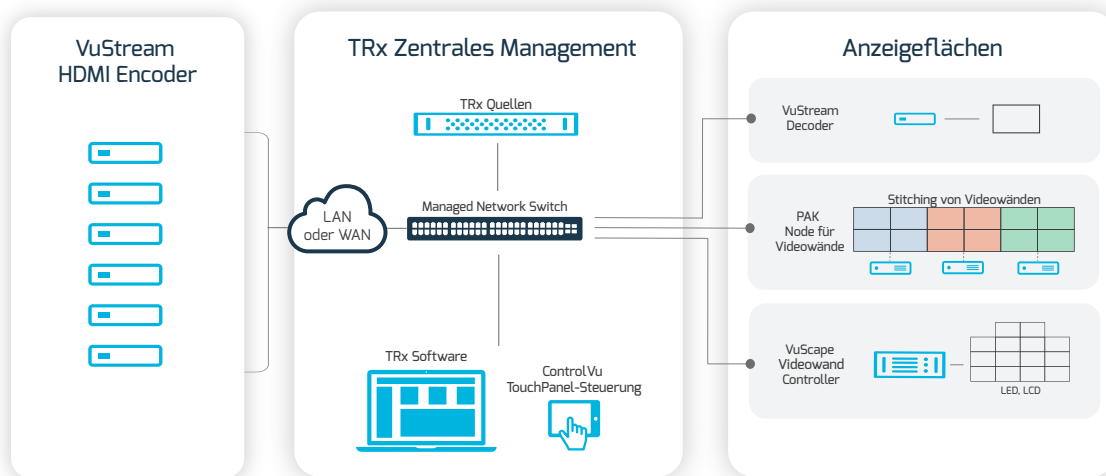 VuStream
HDMI Encoder
TRx Zentrales Management
TRx Quellen
LAN
oder WAN
Managed Network Switch
TRx Software
ControlVu
TouchPanel-Steuerung
Anzeigeflächen
VuStream
Decoder
PAK
Node für
Videowände
Stitching von Videowänden
VuScape
Videowand
Controller
LED, LCD